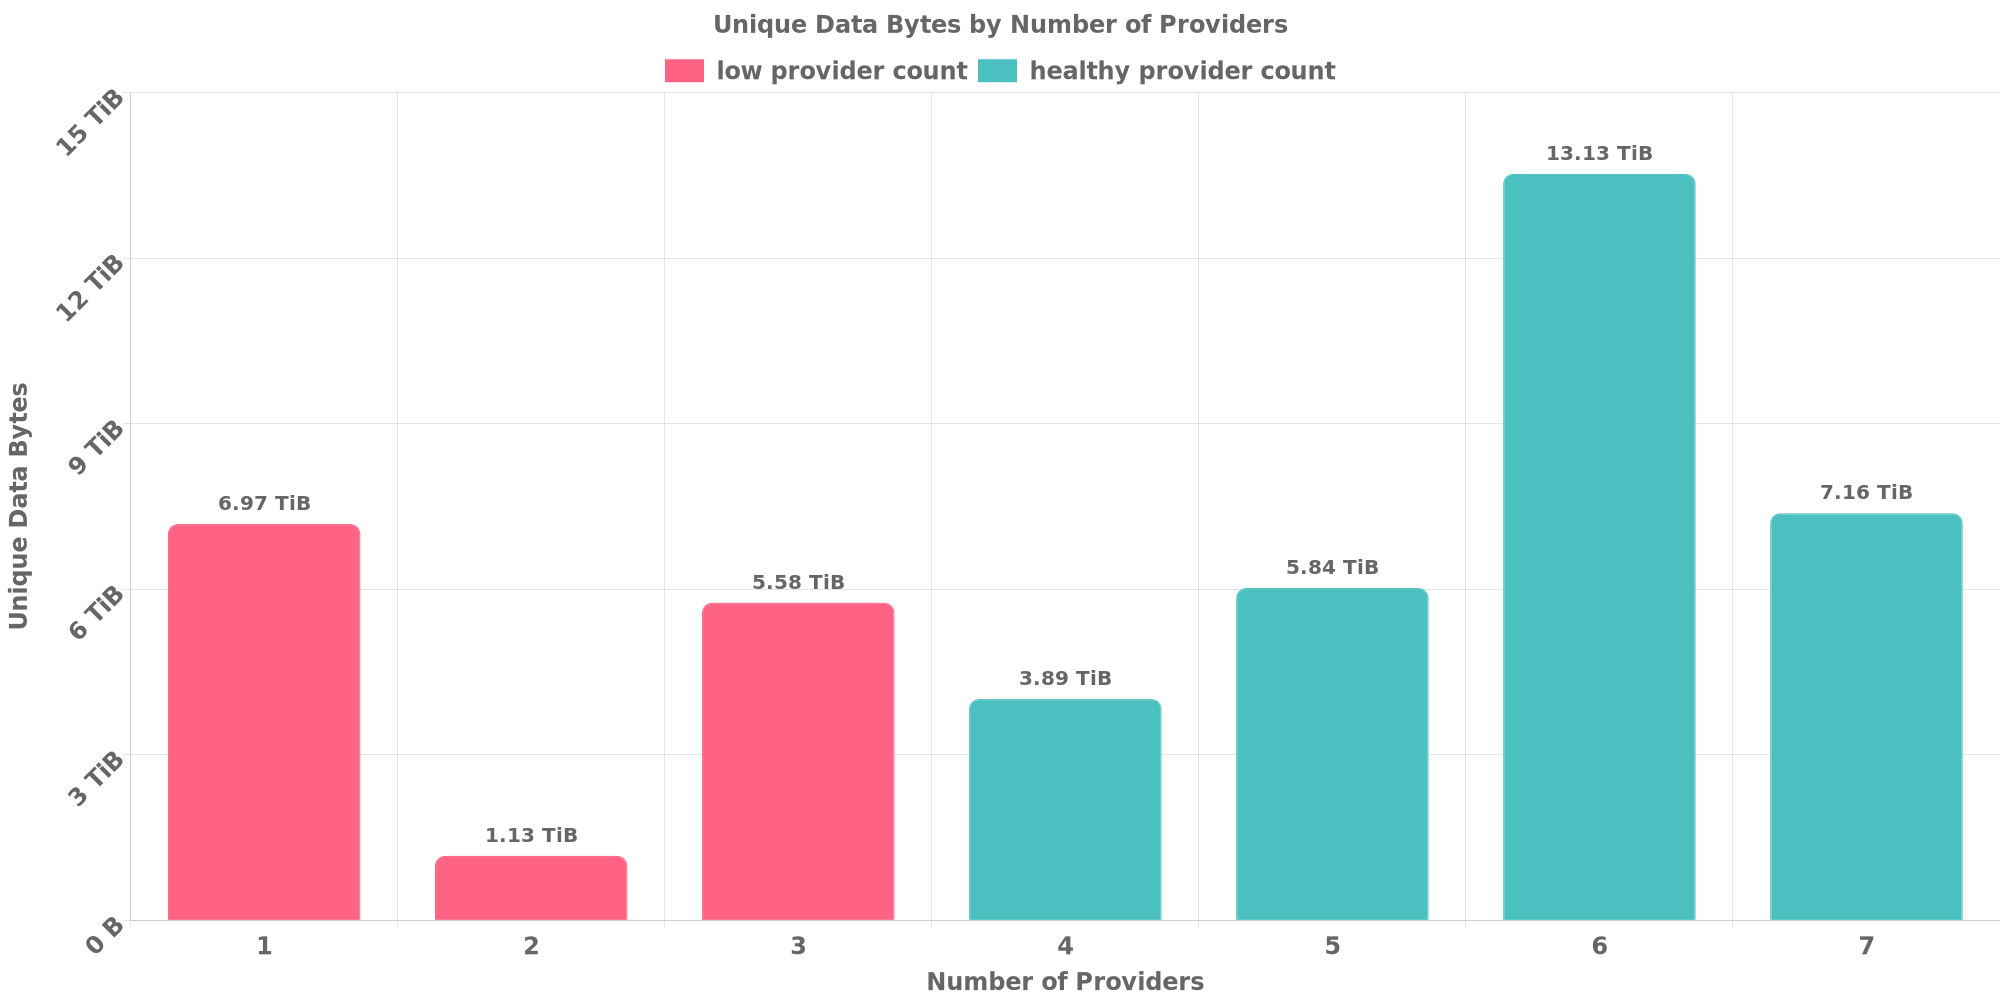 Unique Data Bytes by Number of Providers
low provider count healthy provider count
15 TiB
12 TiB
9 TiB
6 TiB
3 TiB
0 B
Unique Data Bytes
6.97 TiB
1.13 TiB
5.58 TiB
3.89 TiB
5.84 TiB
13.13 TiB
7.16 TiB
1 2 3 4 5 6 7
Number of Providers